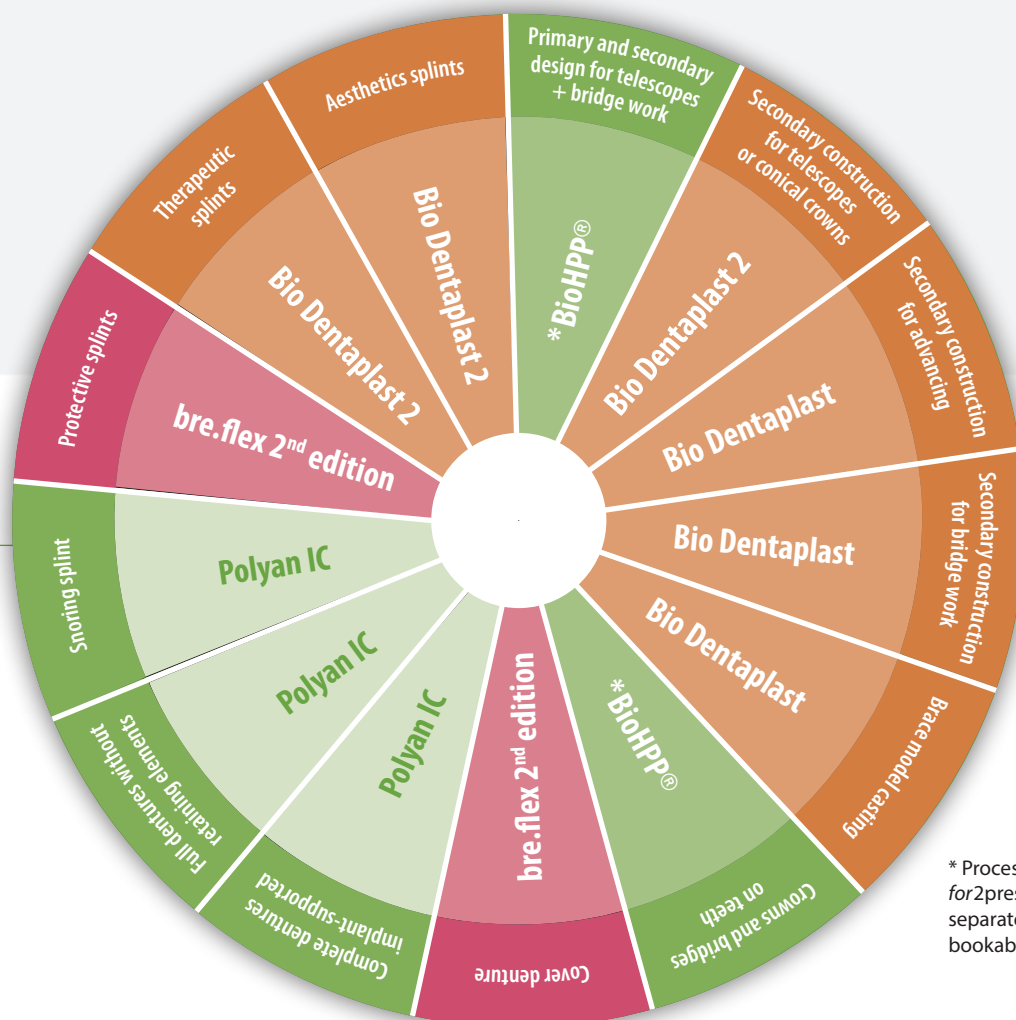 Primary and secondary
design for telescopes
+ bridge work
*BioHPP®
Secondary construction
for telescopes
or conical crowns
Bio Dentaplast 2
Secondary construction
for advancing
Bio Dentaplast
Secondary construction
for bridge work
Bio Dentaplast
Brace model casting
Bio Dentaplast
Crowns and bridges
on teeth
*BioHPP®
Cover denture
bre.flex 2nd edition
Complete dentures
implant-supported
Polyan IC
Full dentures without
retaining elements
Polyan IC
Snoring splint
Polyan IC
Protective splints
bre.flex 2nd edition
Therapeutic
splints
Bio Dentaplast 2
Aesthetics splints
Bio Dentaplast 2
* Proces
for2pres
separate
bookab